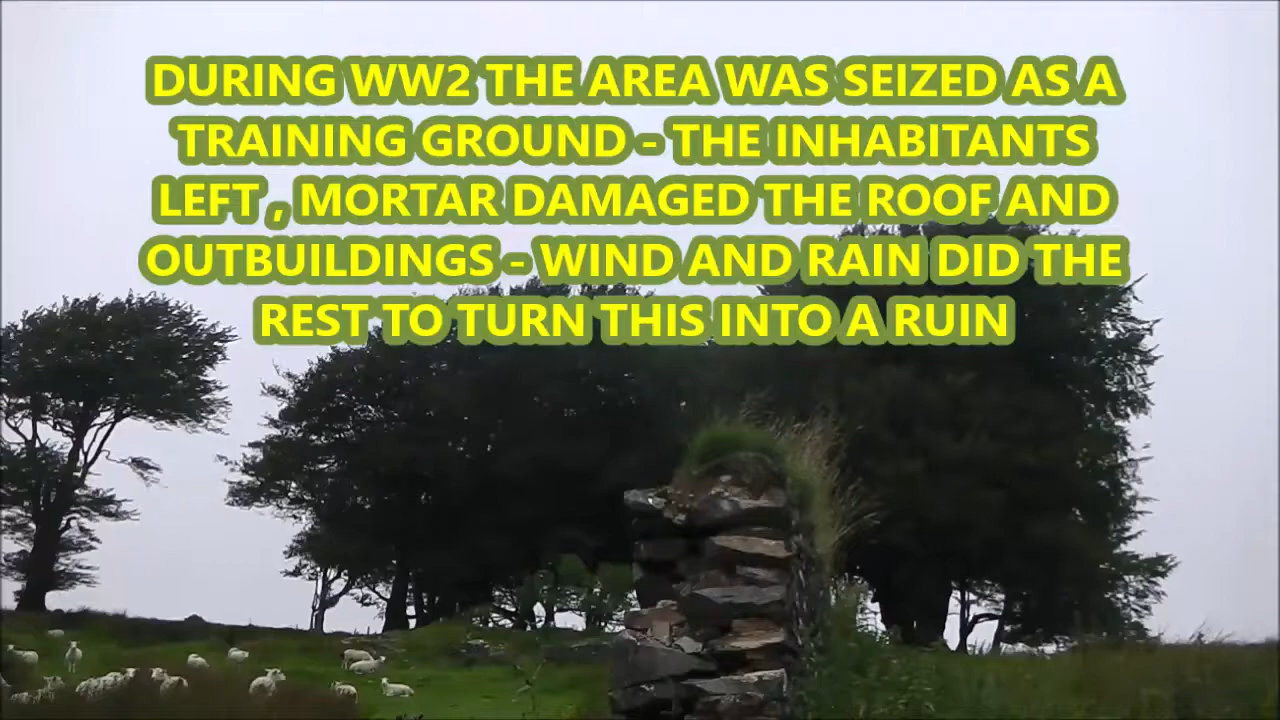 DURING WW2 THE AREA WAS SEIZED AS A
TRAINING GROUND - THE INHABITANTS
LEFT , MORTAR DAMAGED THE ROOF AND
OUTBUILDINGS - WIND AND RAIN DID THE
REST TO TURN THIS INTO A RUIN